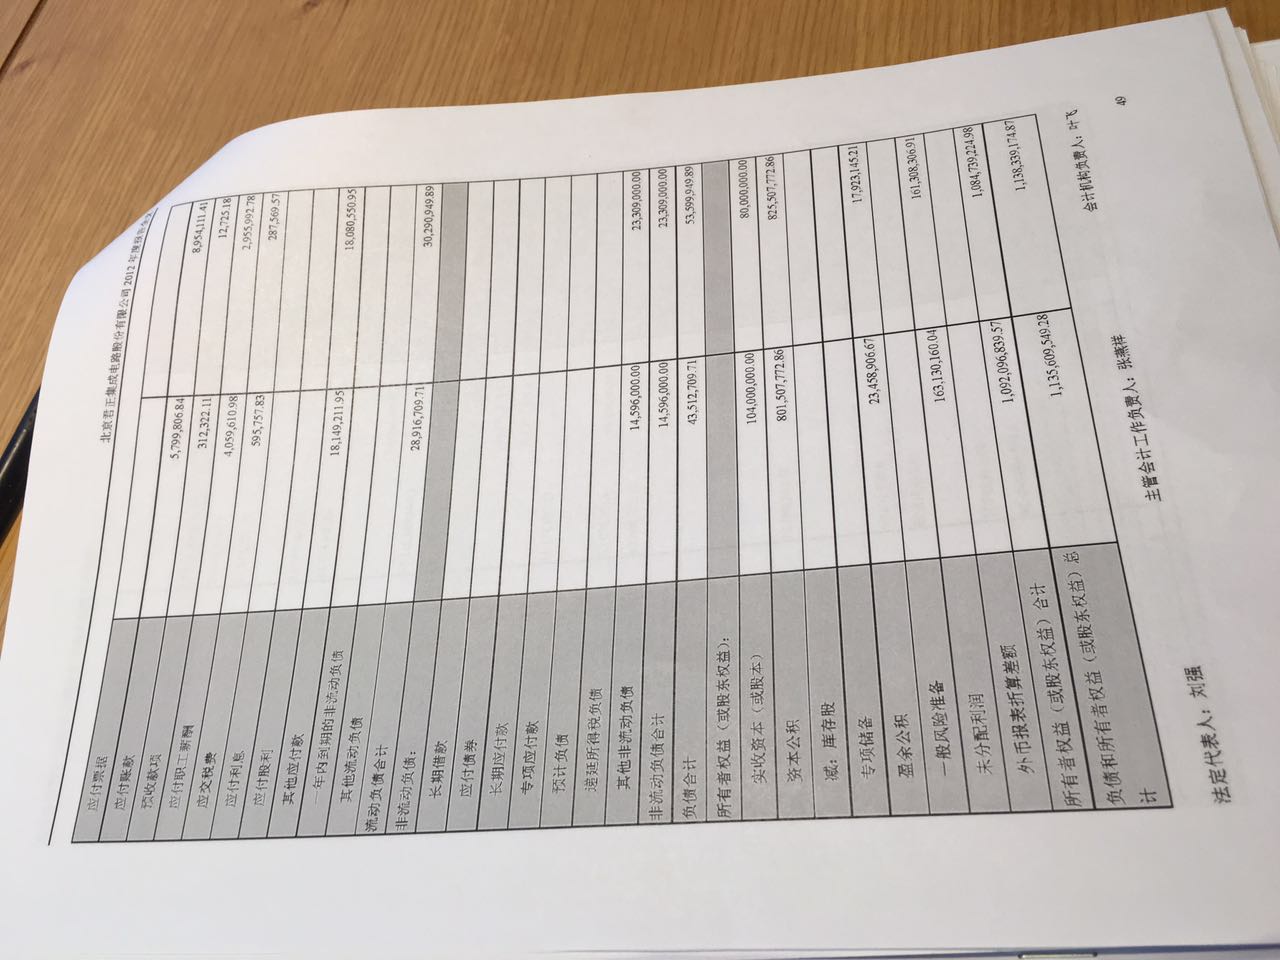 北京君正集成电路股份有限公司 2012 年度报告全文
应付票据
应付账款 5,799,806.84 8,954,111.41
预收款项 312,322.11 12,725.18
应付职工薪酬 4,059,610.98 2,955,992.78
应交税费 595,757.83 287,569.57
应付利息
应付股利
其他应付款 18,149,211.95 18,080,550.95
一年内到期的非流动负债
其他流动负债
流动负债合计 28,916,709.71 30,290,949.89
非流动负债：
长期借款
应付债券
长期应付款
专项应付款
预计负债
递延所得税负债
其他非流动负债 14,596,000.00 23,309,000.00
非流动负债合计 14,596,000.00 23,309,000.00
负债合计 43,512,709.71 53,599,949.89
所有者权益（或股东权益）：
实收资本（或股本） 104,000,000.00 80,000,000.00
资本公积 801,507,772.86 825,507,772.86
减：库存股
专项储备
盈余公积 23,458,906.67 17,923,145.21
一般风险准备
未分配利润 163,130,160.04 161,308,306.91
外币报表折算差额
所有者权益（或股东权益）合计 1,092,096,839.57 1,084,739,224.98
负债和所有者权益（或股东权益）总 1,135,609,549.28 1,138,339,174.87
计
法定代表人：刘强 主管会计工作负责人：张燕祥 会计机构负责人：叶飞
49